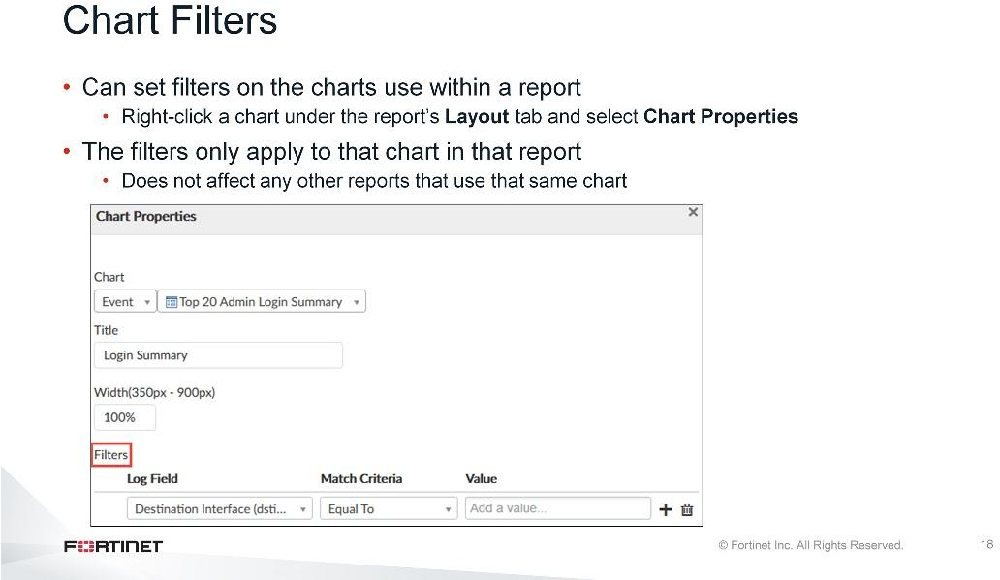 Chart Filters
• Can set filters on the charts use within a report
• Right-click a chart under the report's Layout tab and select Chart Properties
• The filters only apply to that chart in that report
• Does not affect any other reports that use that same chart
Chart Properties
Chart
Event Top 20 Admin Login Summary
Title
Login Summary
Width(350px - 900px)
100%
Filters
Log Field Match Criteria Value
Destination Interface (dsti... Equal To Add a value...
FORTINET © Fortinet Inc. All Rights Reserved. 18